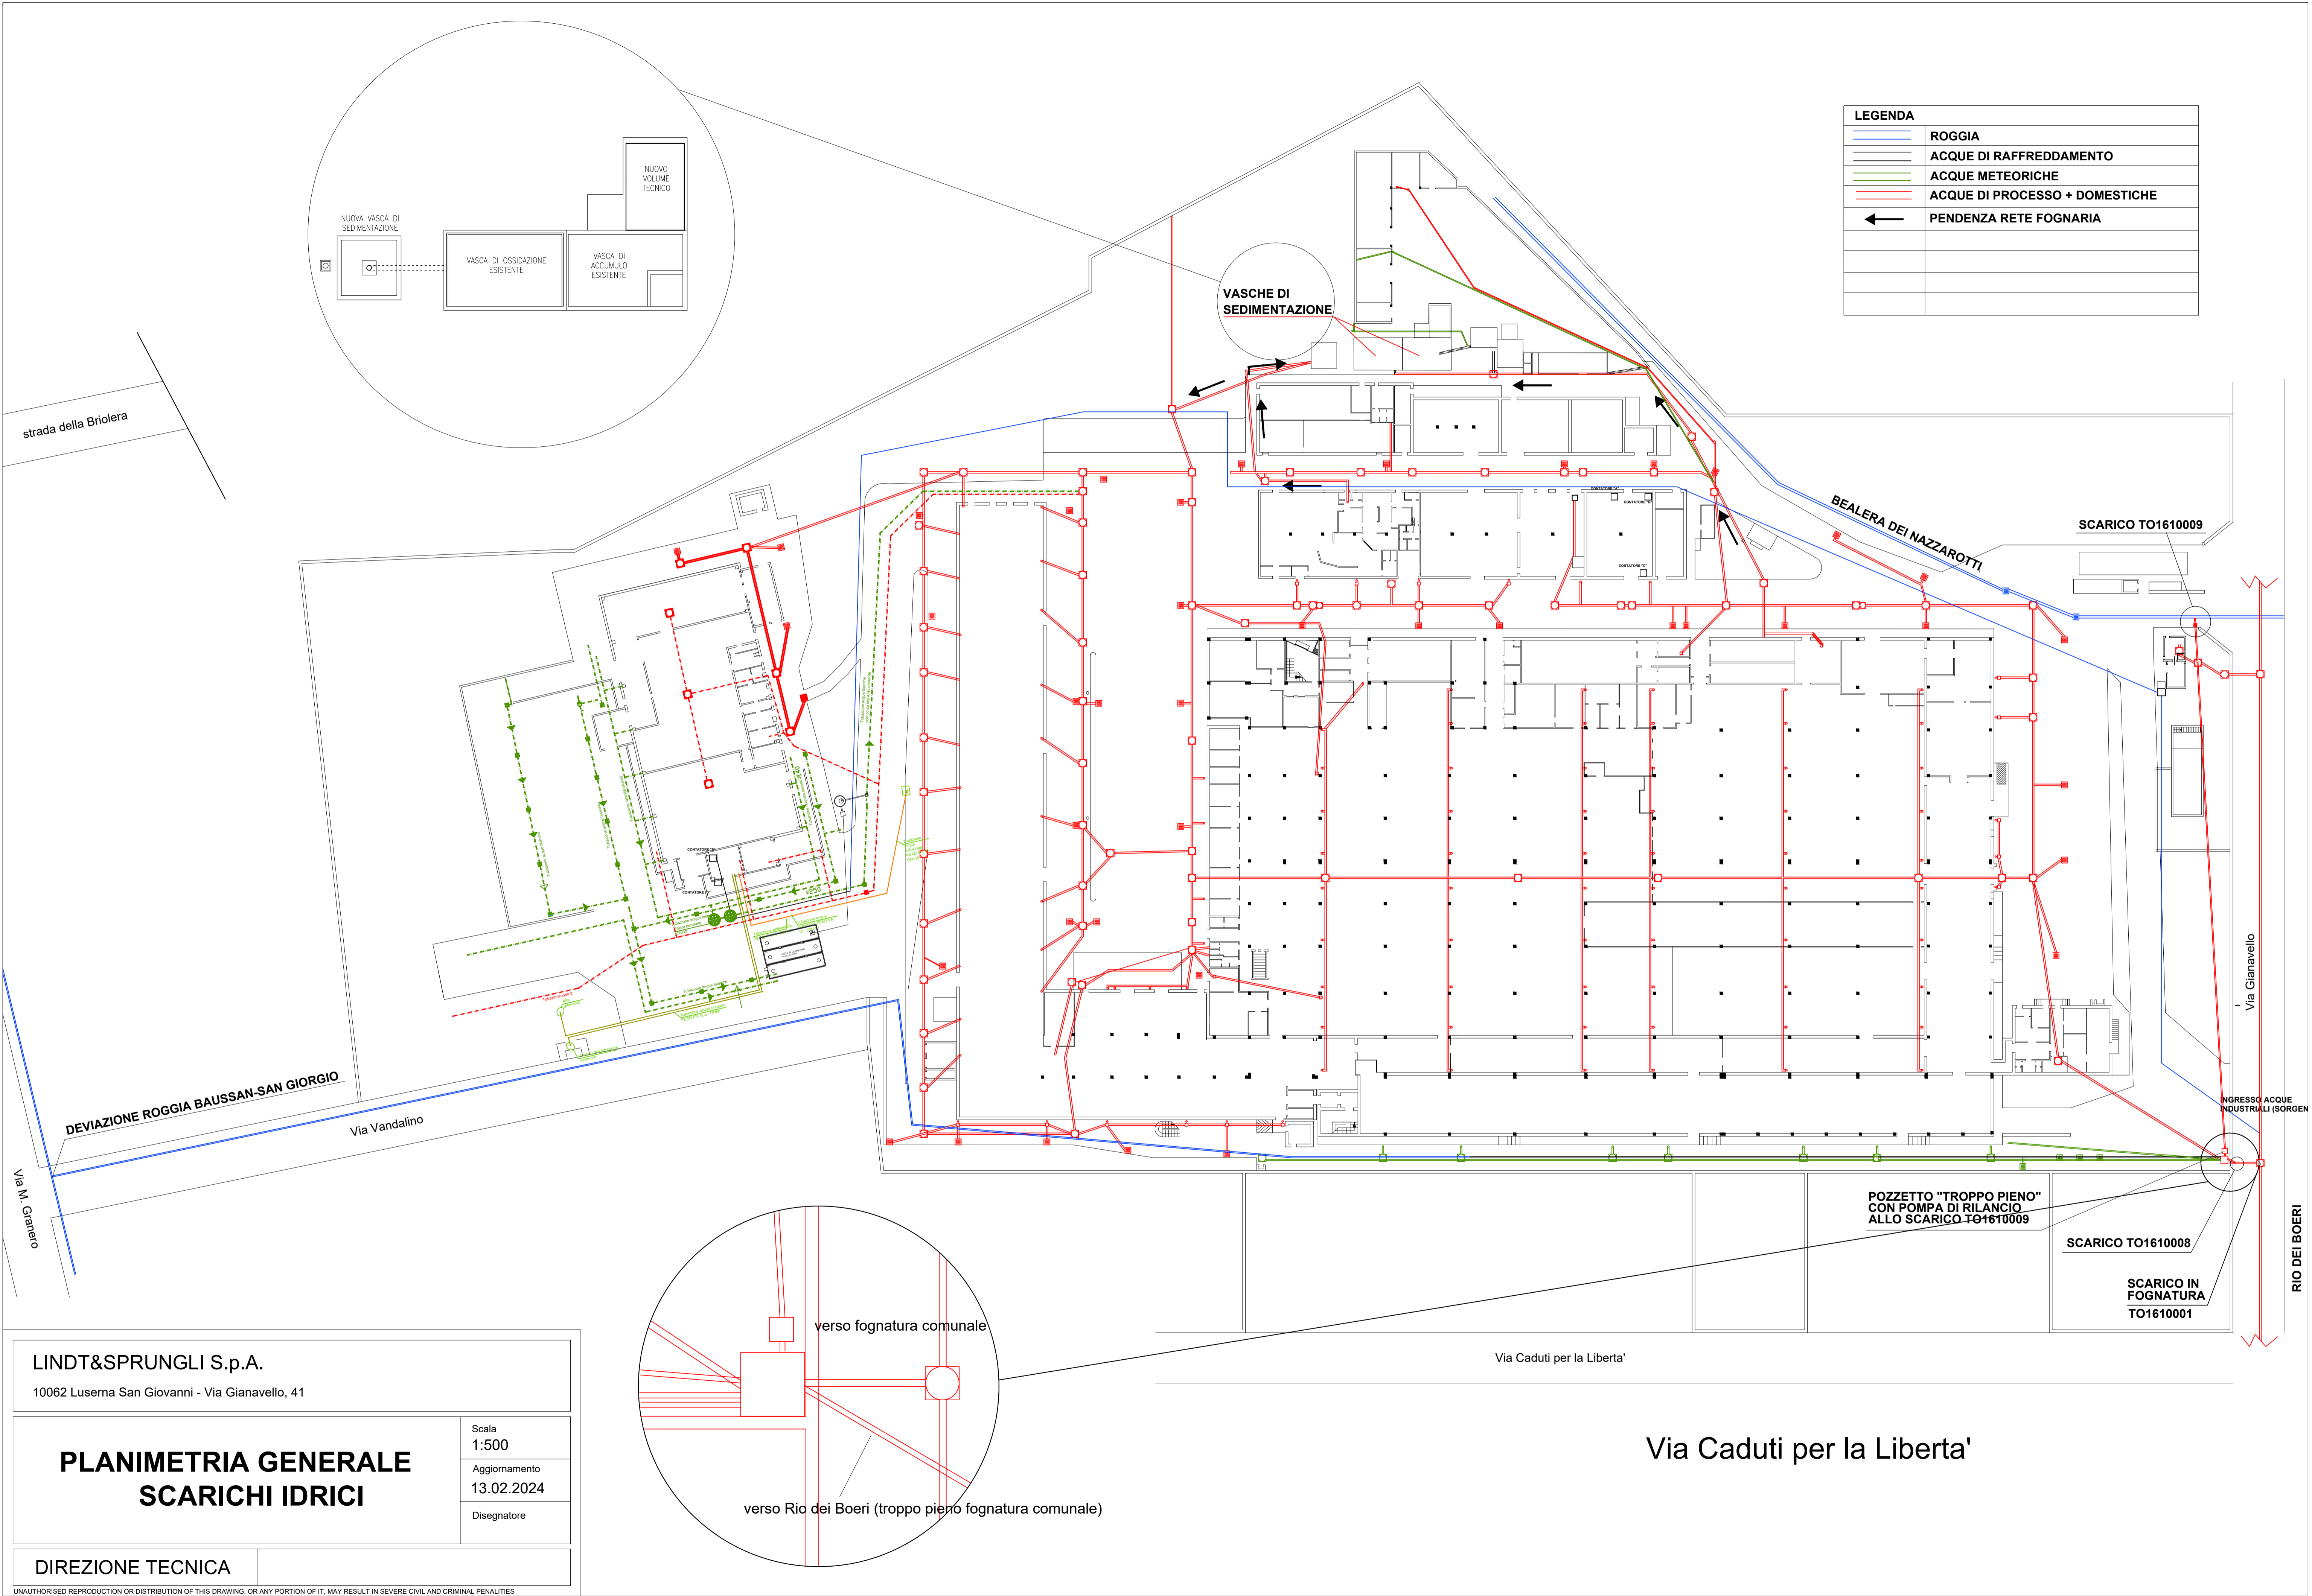 NUOVO
VOLUME
TECNICO
NUOVA VASCA DI
SEDIMENTAZIONE
VASCA DI OSSIDAZIONE
ESISTENTE
VASCA DI
ACCUMULO
ESISTENTE
LEGENDA
ROGGIA
ACQUE DI RAFFREDDAMENTO
ACQUE METEORICHE
ACQUE DI PROCESSO + DOMESTICHE
PENDENZA RETE FOGNARIA
VASCHE DI
SEDIMENTAZIONE
strada della Briolera
CONTATORE "A"
CONTATORE
CONTATORE "C"
BEALERA DEI NAZZAROTTI
SCARICO TO1610009
CONTATORE
CONTATORE
Via Gianavello
INGRESSO ACQUE
INDUSTRIALI (SORGEN
DEVIAZIONE ROGGIA BAUSSAN-SAN GIORGIO
Via Vandalino
Via M. Granero
POZZETTO "TROPPO PIENO"
CON POMPA DI RILANCIO
ALLO SCARICO TO1610009
SCARICO TO1610008
SCARICO IN
FOGNATURA
TO1610001
RIO DEI BOERI
verso fognatura comunale
verso Rio dei Boeri (troppo pieno fognatura comunale)
Via Caduti per la Liberta'
Via Caduti per la Liberta'
LINDT&SPRUNGLI S.p.A.
10062 Luserna San Giovanni - Via Gianavello, 41
PLANIMETRIA GENERALE
SCARICHI IDRICI
Scala
1:500
Aggiornamento
13.02.2024
Disegnatore
DIREZIONE TECNICA
UNAUTHORISED REPRODUCTION OR DISTRIBUTION OF THIS DRAWING, OR ANY PORTION OF IT, MAY RESULT IN SEVERE CIVIL AND CRIMINAL PENALITIES